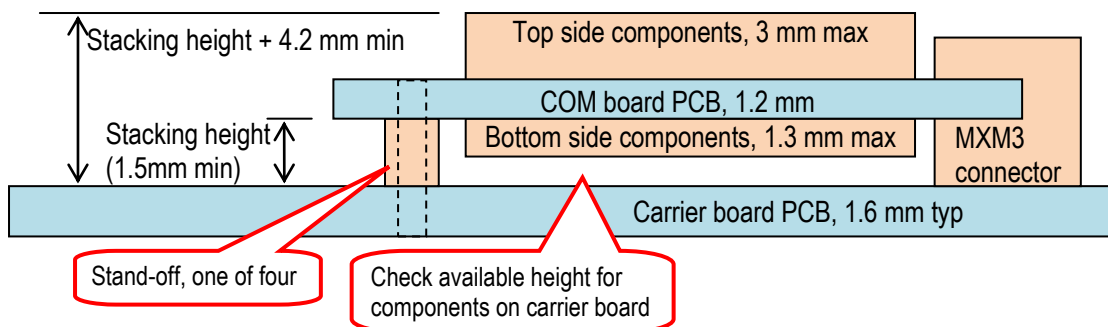 Stacking height + 4.2 mm min
Top side components, 3 mm max
COM board PCB, 1.2 mm
Stacking height
(1.5mm min)
Bottom side components, 1.3 mm max
MXM3
connector
Carrier board PCB, 1.6 mm typ
Stand-off, one of four
Check available height for
components on carrier board